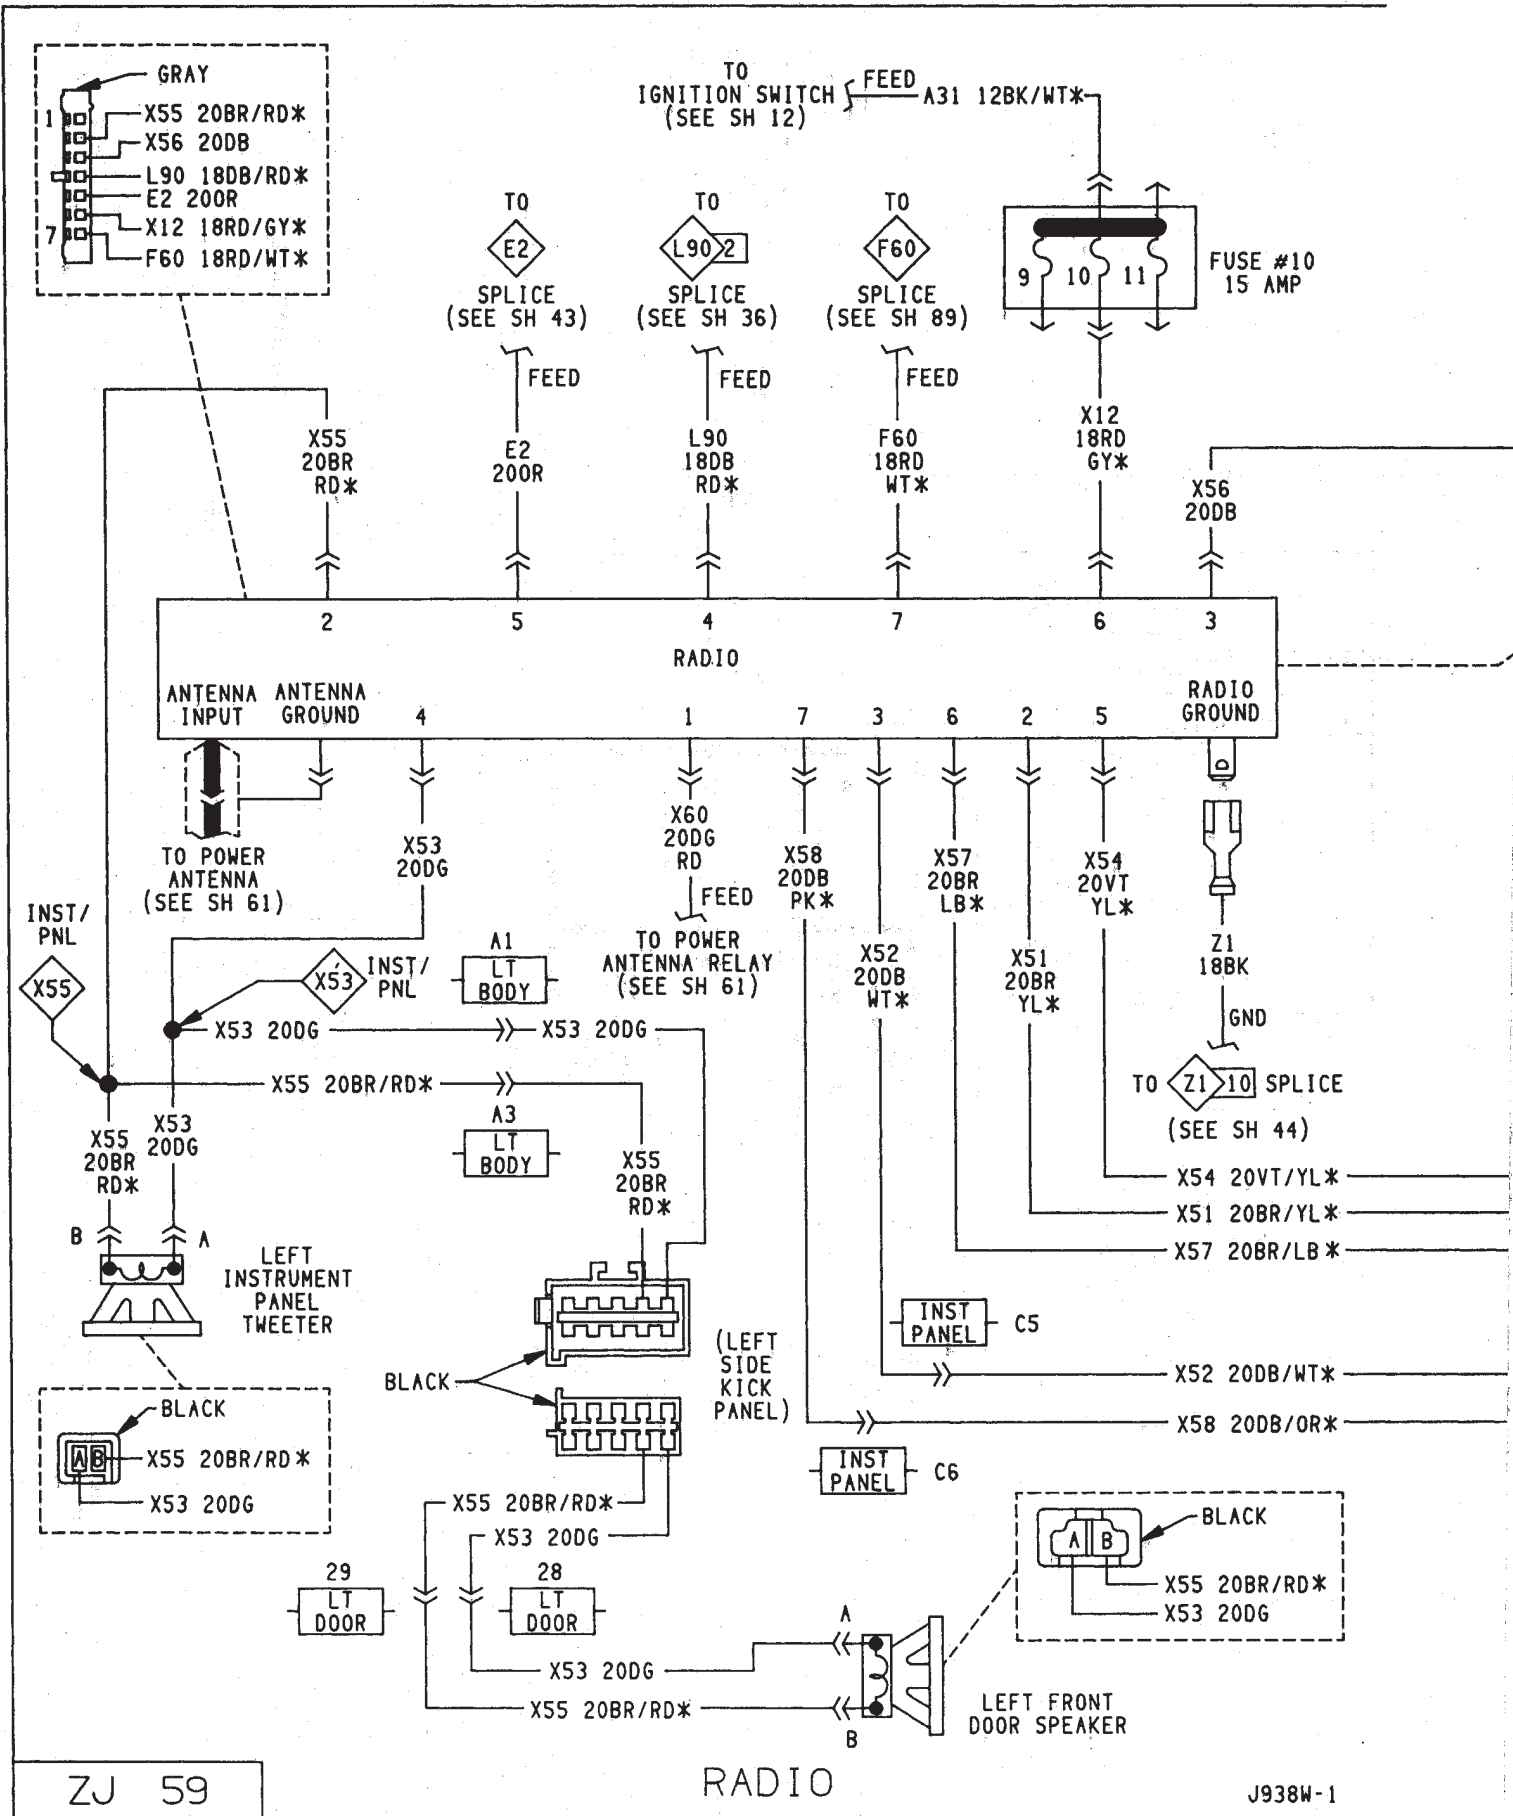 GRAY
1
X55 20BR/RD*
X56 20DB
L90 18DB/RD*
E2 20OR
X12 18RD/GY*
7
F60 18RD/WT*
TO
IGNITION SWITCH
(SEE SH 12)
FEED
A31 12BK/WT*
TO
E2
SPLICE
(SEE SH 43)
FEED
TO
L90 2
SPLICE
(SEE SH 36)
FEED
TO
F60
SPLICE
(SEE SH 89)
FEED
9 10 11
FUSE #10
15 AMP
X55
20BR
RD*
E2
20OR
L90
18DB
RD*
F60
18RD
WT*
X12
18RD
GY*
X56
20DB
2 5 4 7 6 3
RADIO
ANTENNA
INPUT
ANTENNA
GROUND
4 1 7 3 6 2 5
RADIO
GROUND
D
TO POWER
ANTENNA
(SEE SH 61)
X53
20DG
X60
20DG
RD
FEED
TO POWER
ANTENNA RELAY
(SEE SH 61)
X58
20DB
PK*
X52
20DB
WT*
X57
20BR
LB*
X51
20BR
YL*
X54
20VT
YL*
Z1
18BK
GND
TO Z1 10 SPLICE
(SEE SH 44)
INST/
PNL
X55
X53
INST/
PNL
A1
LT
BODY
X53 20DG
X53 20DG
X55 20BR/RD*
A3
LT
BODY
X55
20BR
RD*
X53
20DG
X55
20BR
RD*
X54 20VT/YL*
X51 20BR/YL*
X57 20BR/LB*
B
A
LEFT
INSTRUMENT
PANEL
TWEETER
INST
PANEL
C5
X52 20DB/WT*
X58 20DB/OR*
INST
PANEL
C6
BLACK
(LEFT
SIDE
KICK
PANEL)
BLACK
A B
X55 20BR/RD*
X53 20DG
X55 20BR/RD*
X53 20DG
29
LT
DOOR
28
LT
DOOR
X53 20DG
X55 20BR/RD*
A
B
LEFT FRONT
DOOR SPEAKER
A B
BLACK
X55 20BR/RD*
X53 20DG
ZJ 59
RADIO
J938W-1